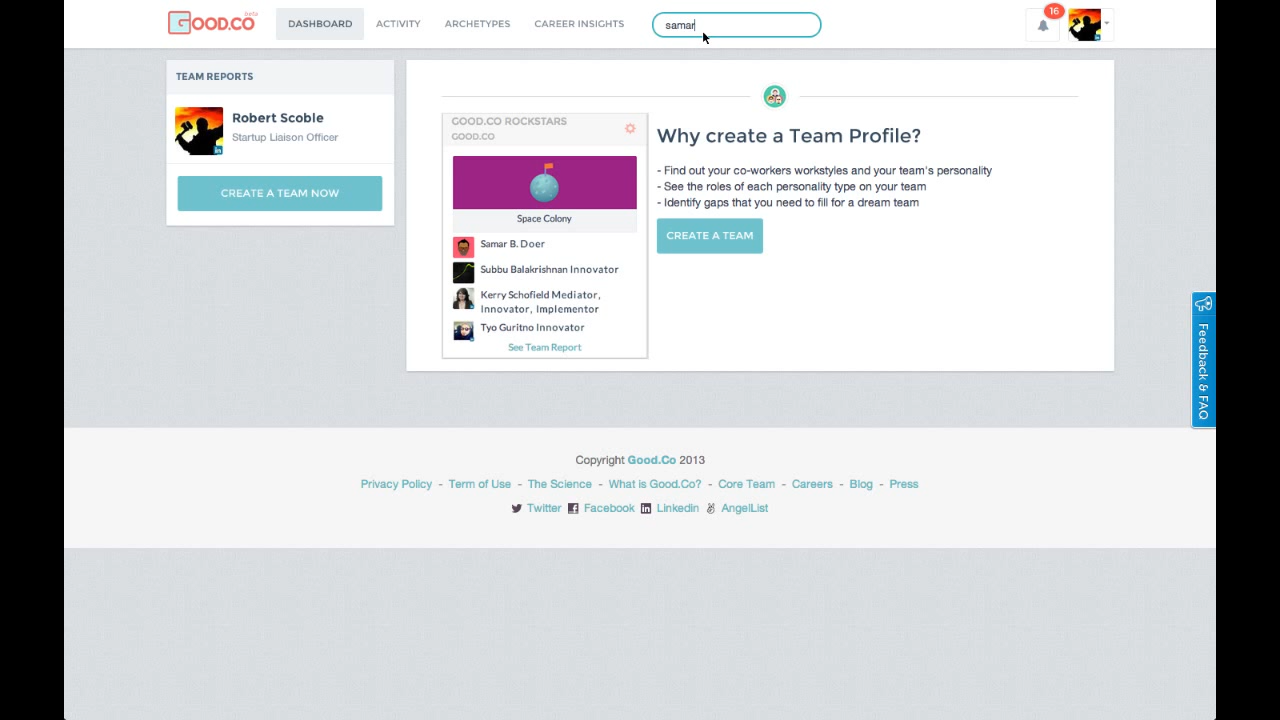 GOOD.CO beta
DASHBOARD
ACTIVITY
ARCHETYPES
CAREER INSIGHTS
samar
16
TEAM REPORTS
Robert Scoble
Startup Liaison Officer
CREATE A TEAM NOW
GOOD.CO ROCKSTARS
GOOD.CO
Space Colony
Samar B. Doer
Subbu Balakrishnan Innovator
Kerry Schofield Mediator,
Innovator, Implementor
Tyo Guritno Innovator
See Team Report
Why create a Team Profile?
- Find out your co-workers workstyles and your team's personality
- See the roles of each personality type on your team
- Identify gaps that you need to fill for a dream team
CREATE A TEAM
Feedback & FAQ
Copyright Good.Co 2013
Privacy Policy - Term of Use - The Science - What is Good.Co? - Core Team - Careers - Blog - Press
Twitter Facebook Linkedin AngelList